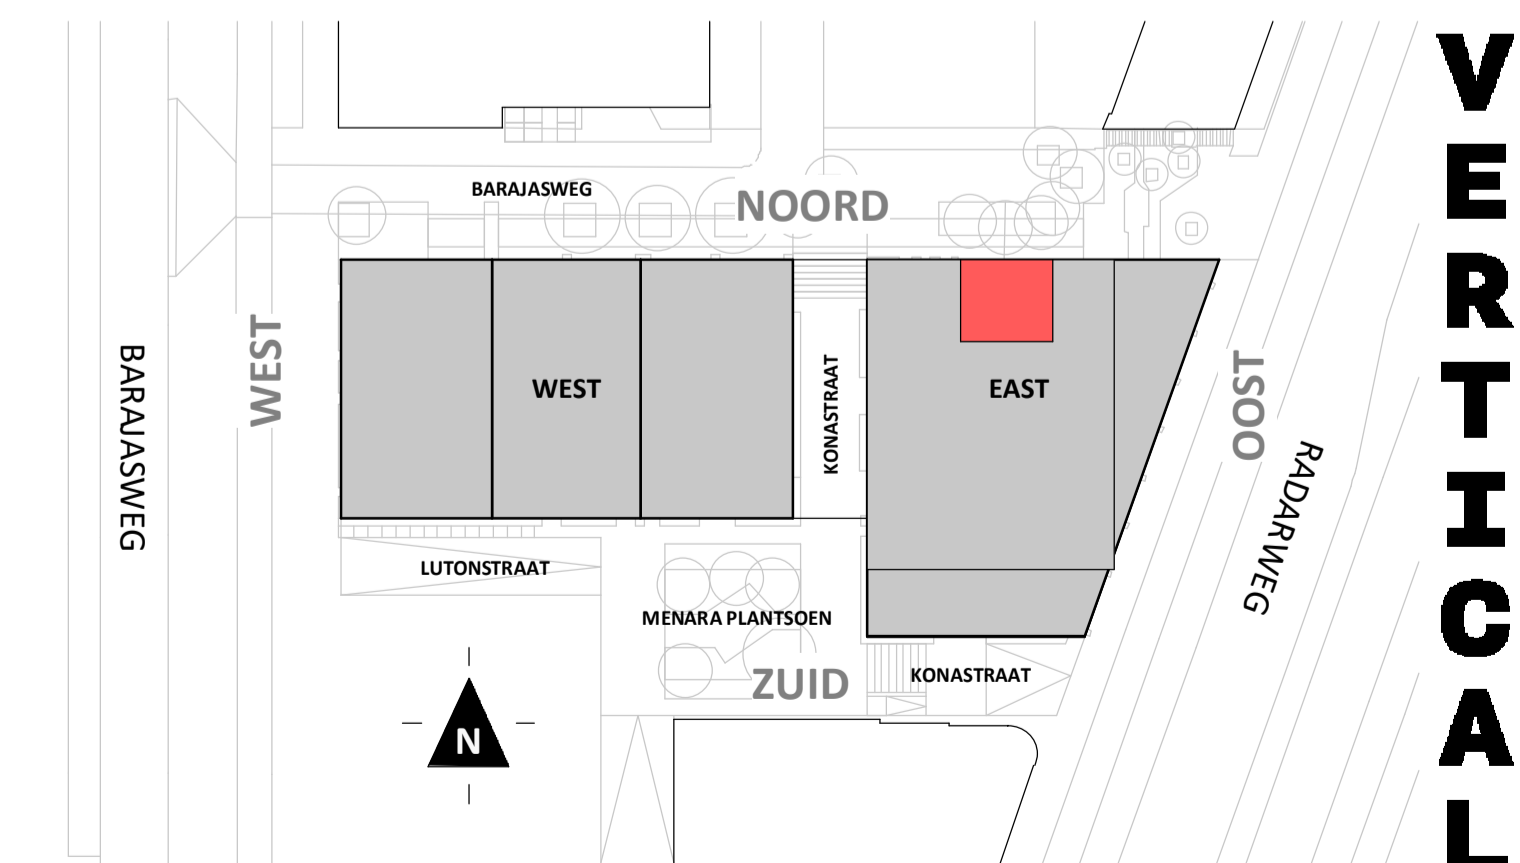 BARAJASWEG
NOORD
WEST
BARAJASWEG
WEST
KONASTRAAT
EAST
OOST
RADARWEG
LUTONSTRAAT
MENARA PLANTSOEN
ZUID
KONASTRAAT
N
VERTICAL